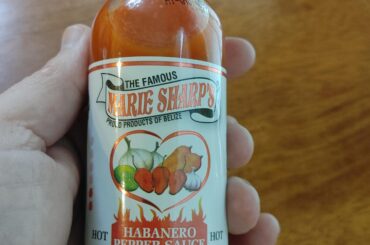 THE FAMOUS
MARIE SHARP'S
PROUD PRODUCTS OF BELIZE
HABANERO
HOT PEPPER SAUCE HOT